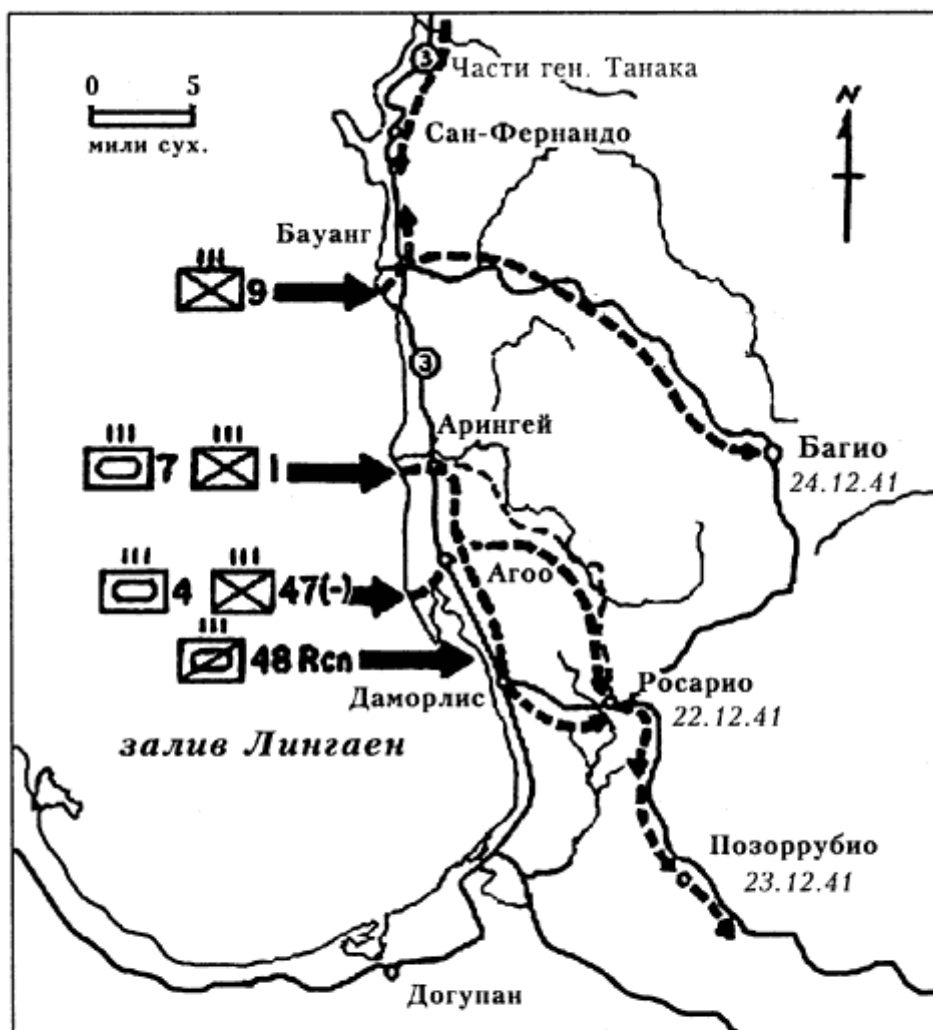 3
Части ген. Танака
0 5
мили сух.
N
Сан-Фернандо
Бауанг
9
3
Арингей
7 1
Багио
24.12.41
4 47(-)
Агоо
48 Rcn
Даморлис
Росарио
22.12.41
залив Лингаен
Позоррубио
23.12.41
Догупан